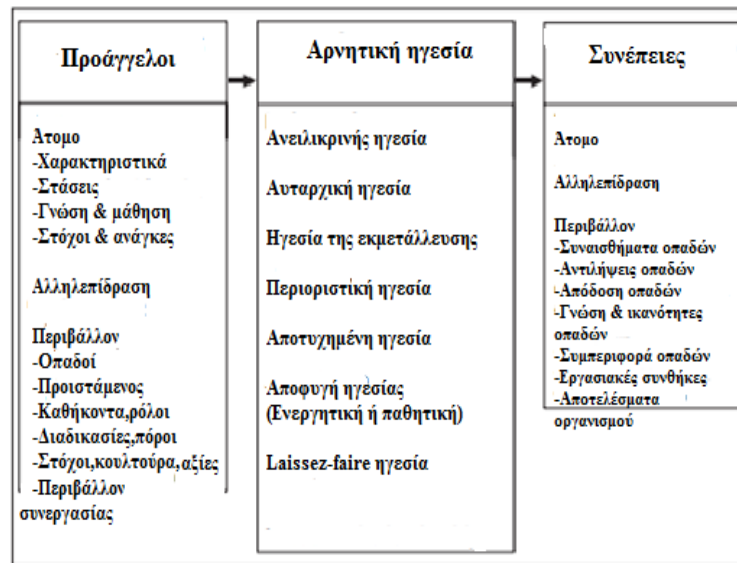 Προάγγελοι
Άτομο
-Χαρακτηριστικά
-Στάσεις
-Γνώση & μάθηση
-Στόχοι & ανάγκες
Αλληλεπίδραση
Περιβάλλον
-Οπαδοί
-Προιστάμενος
-Καθήκοντα,ρόλοι
-Διαδικασίες,πόροι
-Στόχοι,κουλτούρα,αξίες
-Περιβάλλον
συνεργασίας
Αρνητική ηγεσία
Ανειλικρινής ηγεσία
Αυταρχική ηγεσία
Ηγεσία της εκμετάλλευσης
Περιοριστική ηγεσία
Αποτυχημένη ηγεσία
Αποφυγή ηγεσίας
(Ενεργητική ή παθητική)
Laissez-faire ηγεσία
Συνέπειες
Άτομο
Αλληλεπίδραση
Περιβάλλον
-Συναισθήματα οπαδών
-Αντιλήψεις οπαδών
-Απόδοση οπαδών
-Γνώση & ικανότητες
οπαδών
-Συμπεριφορά οπαδών
-Εργασιακές συνθήκες
-Αποτελέσματα
οργανισμού